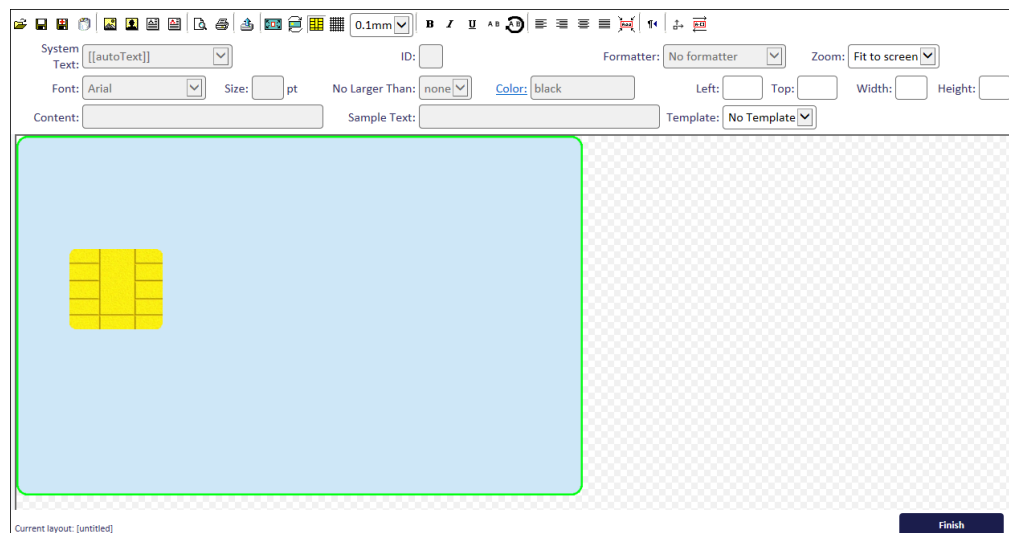 0.1mm B I U A B A B
System Text: [[autoText]] ID: Formatter: No formatter Zoom: Fit to screen
Font: Arial Size: pt No Larger Than: none Color: black Left: Top: Width: Height:
Content: Sample Text: Template: No Template
Current layout: [untitled] Finish